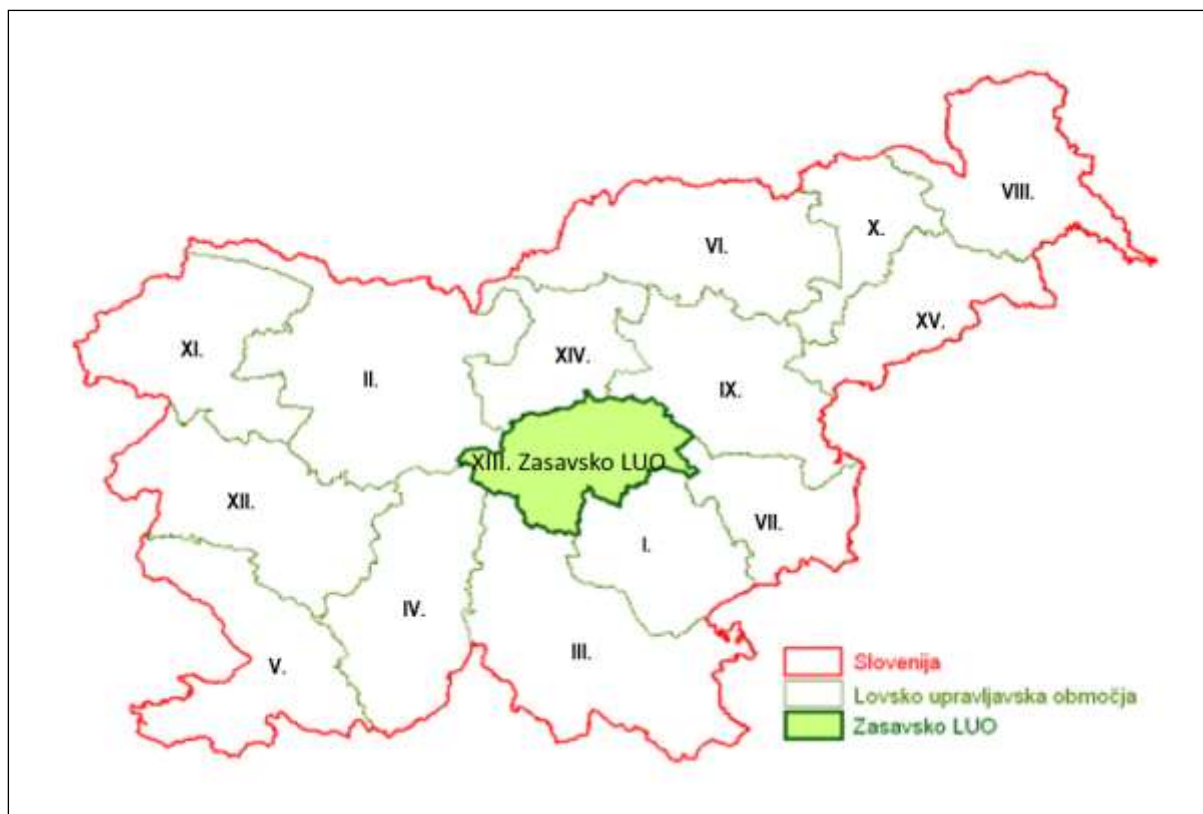 VIII.
X.
VI.
XV.
XI.
XIV.
II.
IX.
XIII. Zasavsko LUO
XII.
VII.
I.
IV.
III.
V.
Slovenija
Lovsko upravljavska območja
Zasavsko LUO